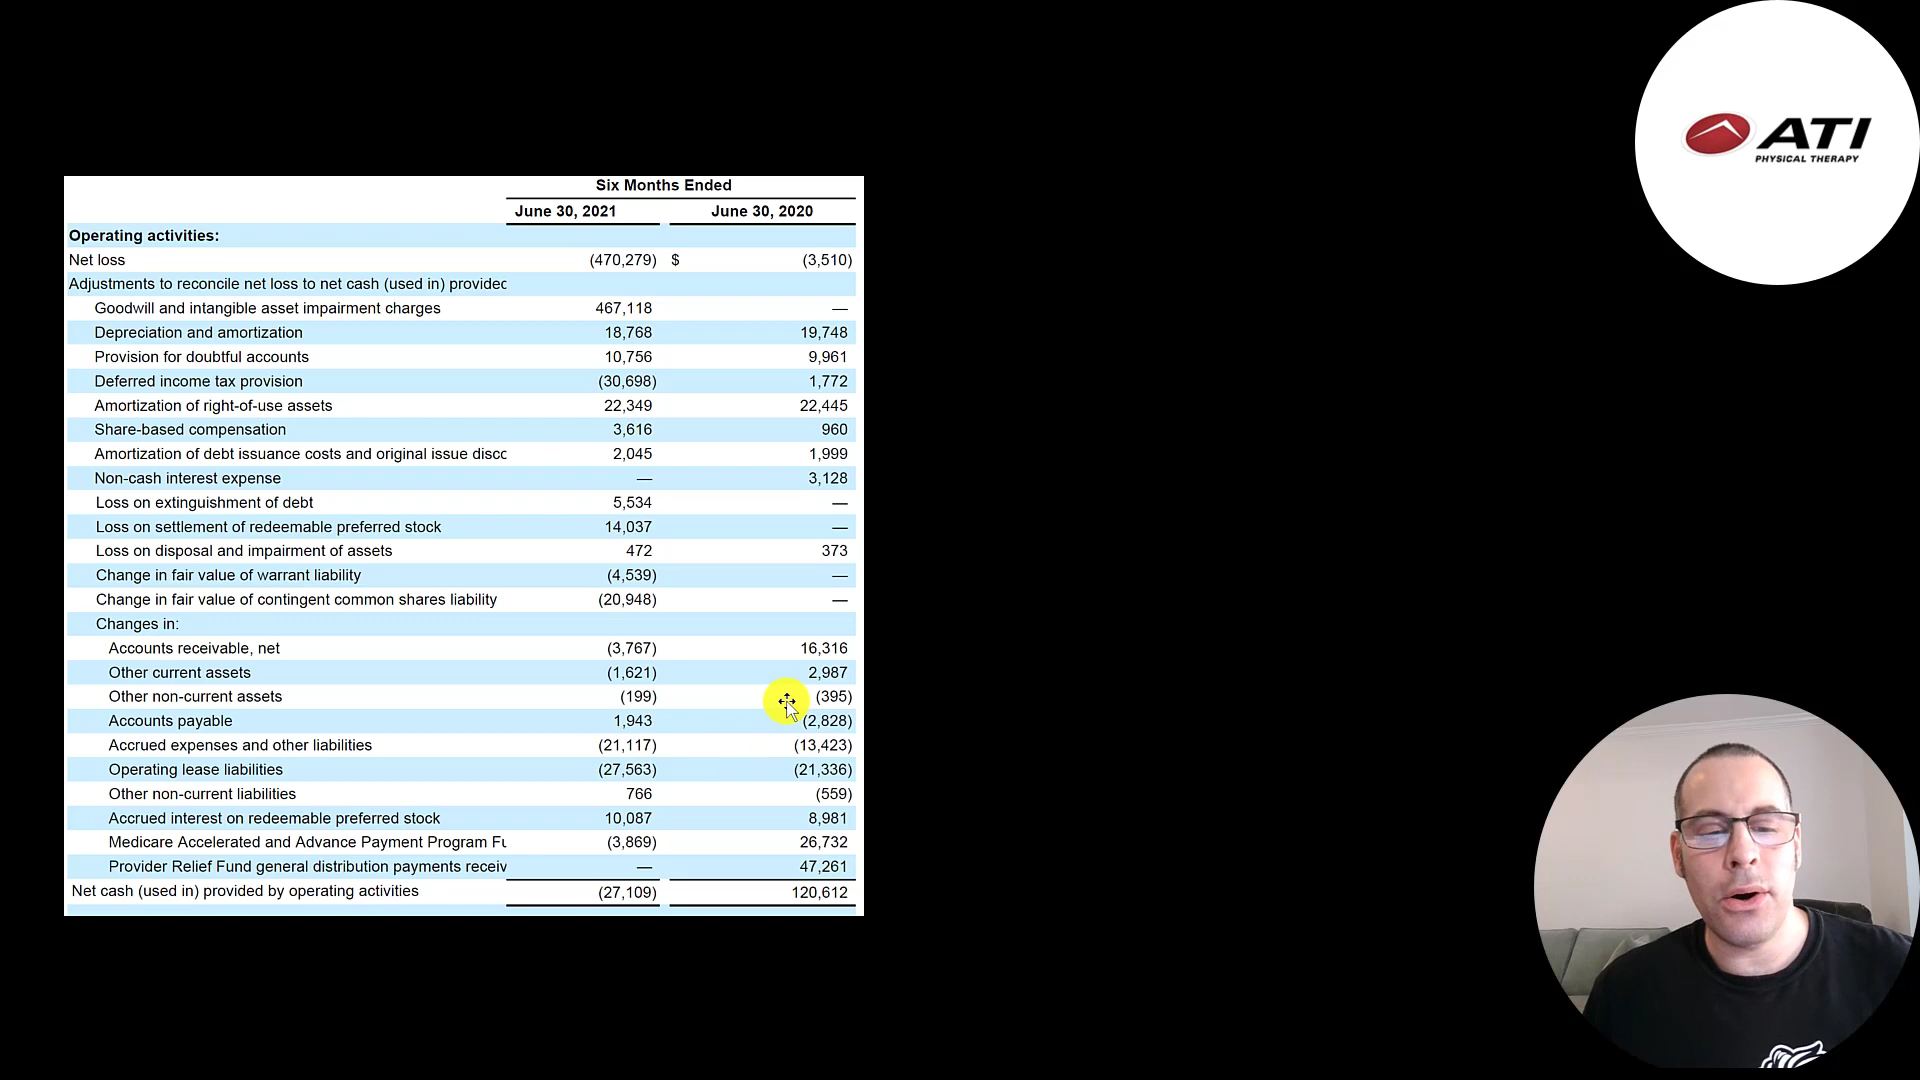 ATI
PHYSICAL THERAPY
Six Months Ended
June 30, 2021 June 30, 2020
Operating activities:
Net loss (470,279) $ (3,510)
Adjustments to reconcile net loss to net cash (used in) provided
Goodwill and intangible asset impairment charges 467,118 —
Depreciation and amortization 18,768 19,748
Provision for doubtful accounts 10,756 9,961
Deferred income tax provision (30,698) 1,772
Amortization of right-of-use assets 22,349 22,445
Share-based compensation 3,616 960
Amortization of debt issuance costs and original issue disco 2,045 1,999
Non-cash interest expense — 3,128
Loss on extinguishment of debt 5,534 —
Loss on settlement of redeemable preferred stock 14,037 —
Loss on disposal and impairment of assets 472 373
Change in fair value of warrant liability (4,539) —
Change in fair value of contingent common shares liability (20,948) —
Changes in:
Accounts receivable, net (3,767) 16,316
Other current assets (1,621) 2,987
Other non-current assets (199) (395)
Accounts payable 1,943 (2,828)
Accrued expenses and other liabilities (21,117) (13,423)
Operating lease liabilities (27,563) (21,336)
Other non-current liabilities 766 (559)
Accrued interest on redeemable preferred stock 10,087 8,981
Medicare Accelerated and Advance Payment Program Fu (3,869) 26,732
Provider Relief Fund general distribution payments receiv — 47,261
Net cash (used in) provided by operating activities (27,109) 120,612